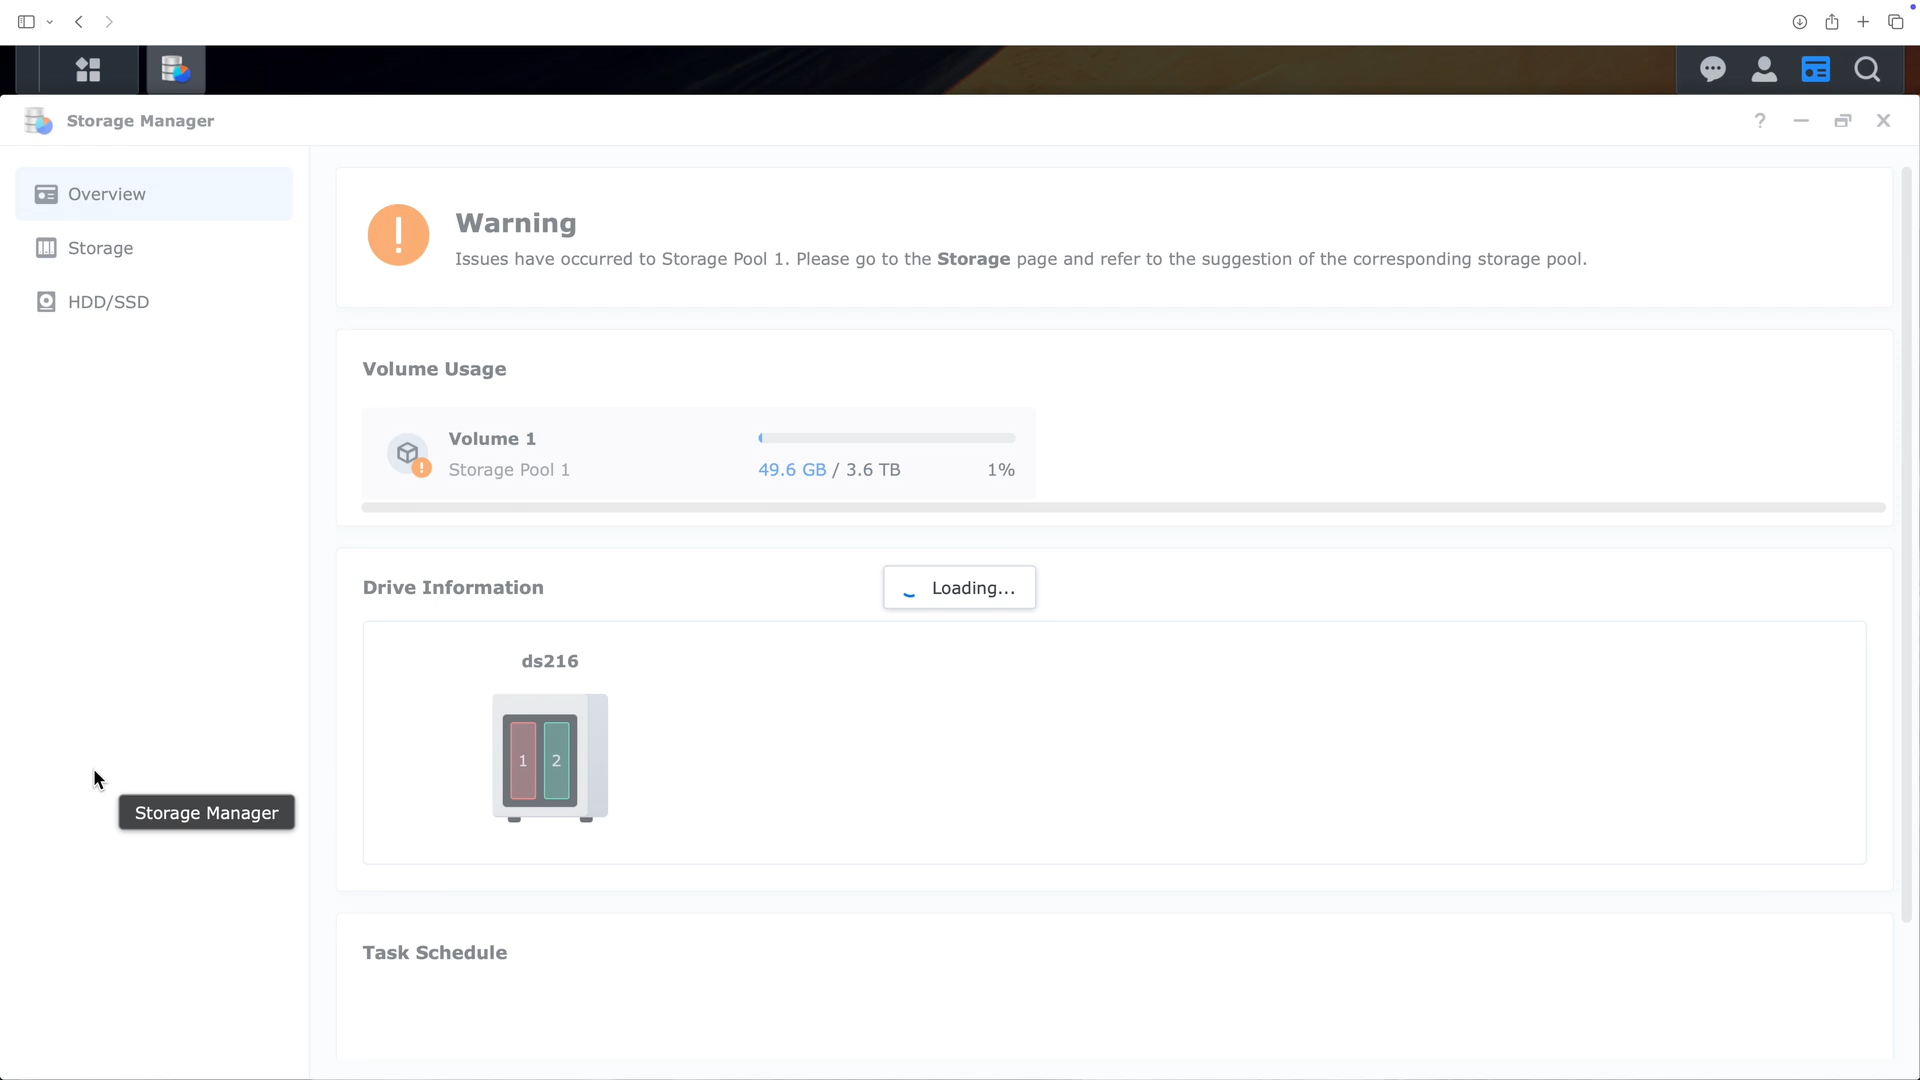 Storage Manager
Overview
Storage
HDD/SSD
Warning
Issues have occurred to Storage Pool 1. Please go to the Storage page and refer to the suggestion of the corresponding storage pool.
Volume Usage
Volume 1
Storage Pool 1
49.6 GB / 3.6 TB
1%
Drive Information
Loading...
ds216
1
2
Storage Manager
Task Schedule